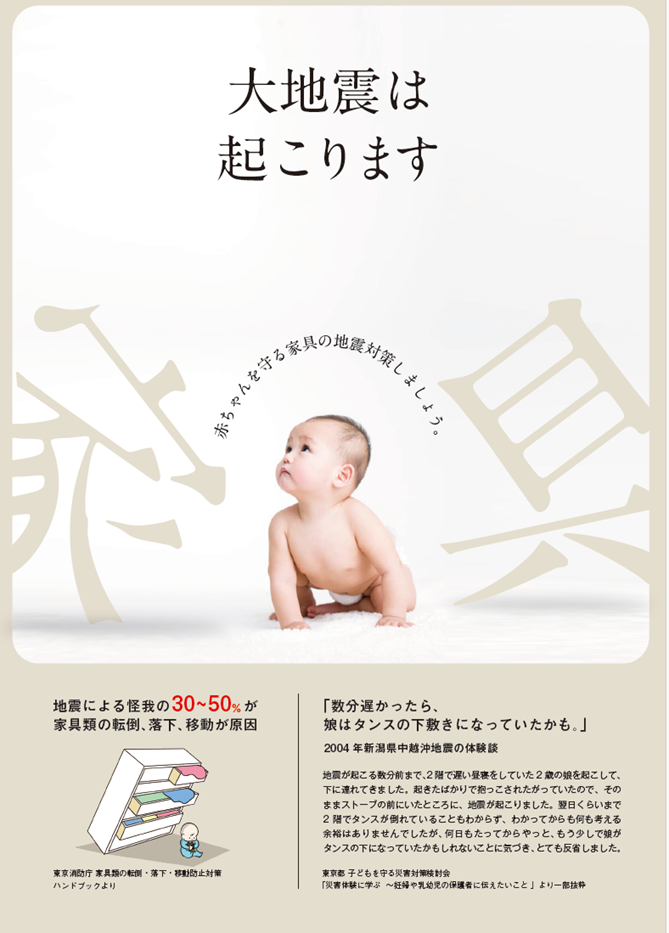 大地震は
起こります
赤ちゃんを守る家具の地震対策しましょう。
家
具
地震による怪我の30~50%が
家具類の転倒、落下、移動が原因
東京消防庁 家具類の転倒・落下・移動防止対策
ハンドブックより
「数分遅かったら、
娘はタンスの下敷きになっていたかも。」
2004年新潟県中越沖地震の体験談
地震が起こる数分前まで、2階で遅い昼寝をしていた2歳の娘を起こして、
下に連れてきました。起きたばかりで抱っこされたがっていたので、その
ままストーブの前にいたところに、地震が起こりました。翌日くらいまで
2階でタンスが倒れていることもわからず、わかってからも何も考える
余裕はありませんでしたが、何日もたってからやっと、もう少しで娘が
タンスの下になっていたかもしれないことに気づき、とても反省しました。
東京都 子どもを守る災害対策検討会
「災害体験に学ぶ ～妊婦や乳幼児の保護者に伝えたいこと」より一部抜粋